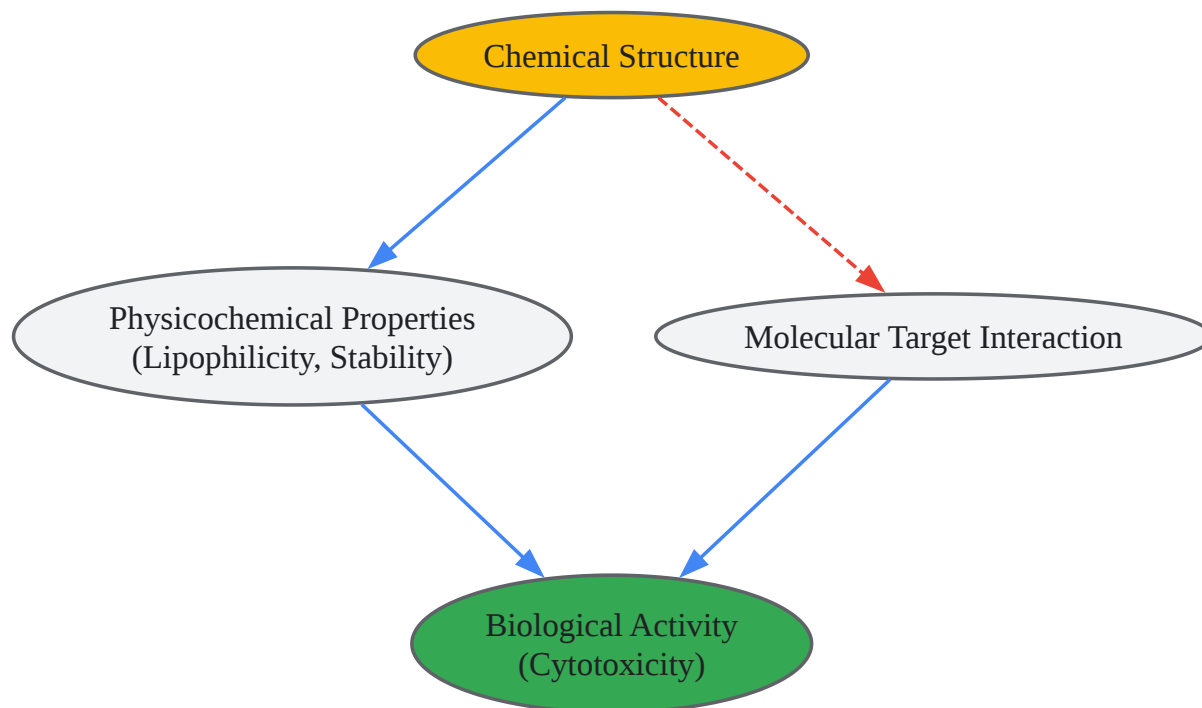 Chemical Structure
Physicochemical Properties
(Lipophilicity, Stability)
Molecular Target Interaction
Biological Activity
(Cytotoxicity)